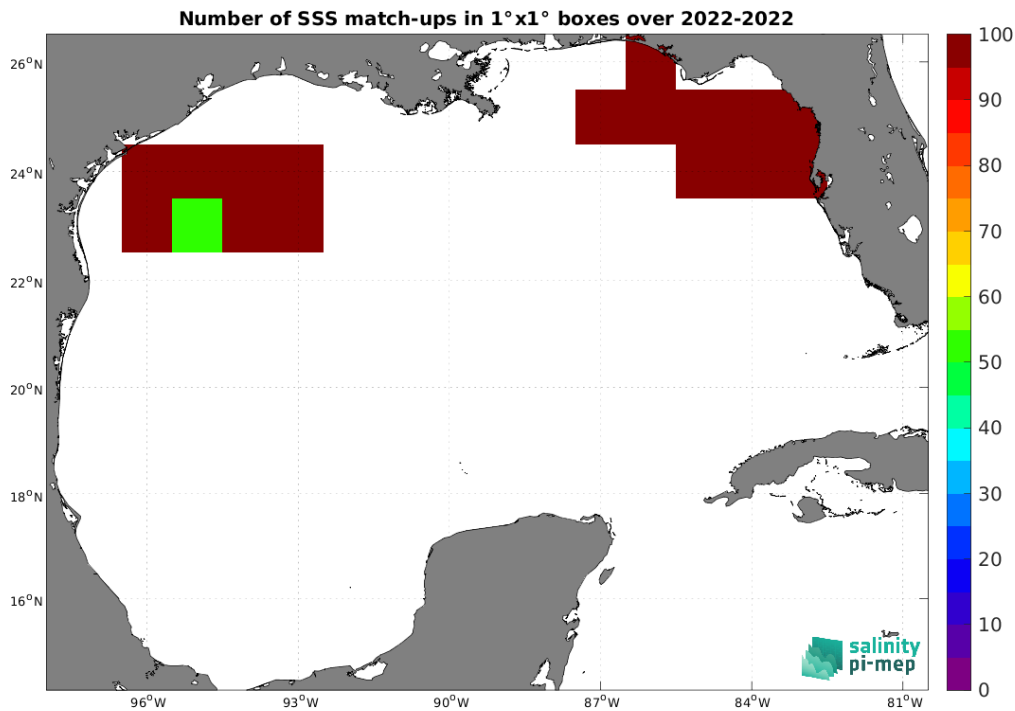 Number of SSS match-ups in 1°x1° boxes over 2022-2022
26°N
24°N
22°N
20°N
18°N
16°N
96°W
93°W
90°W
87°W
84°W
81°W
100
90
80
70
60
50
40
30
20
10
0
salinity
pi-mep